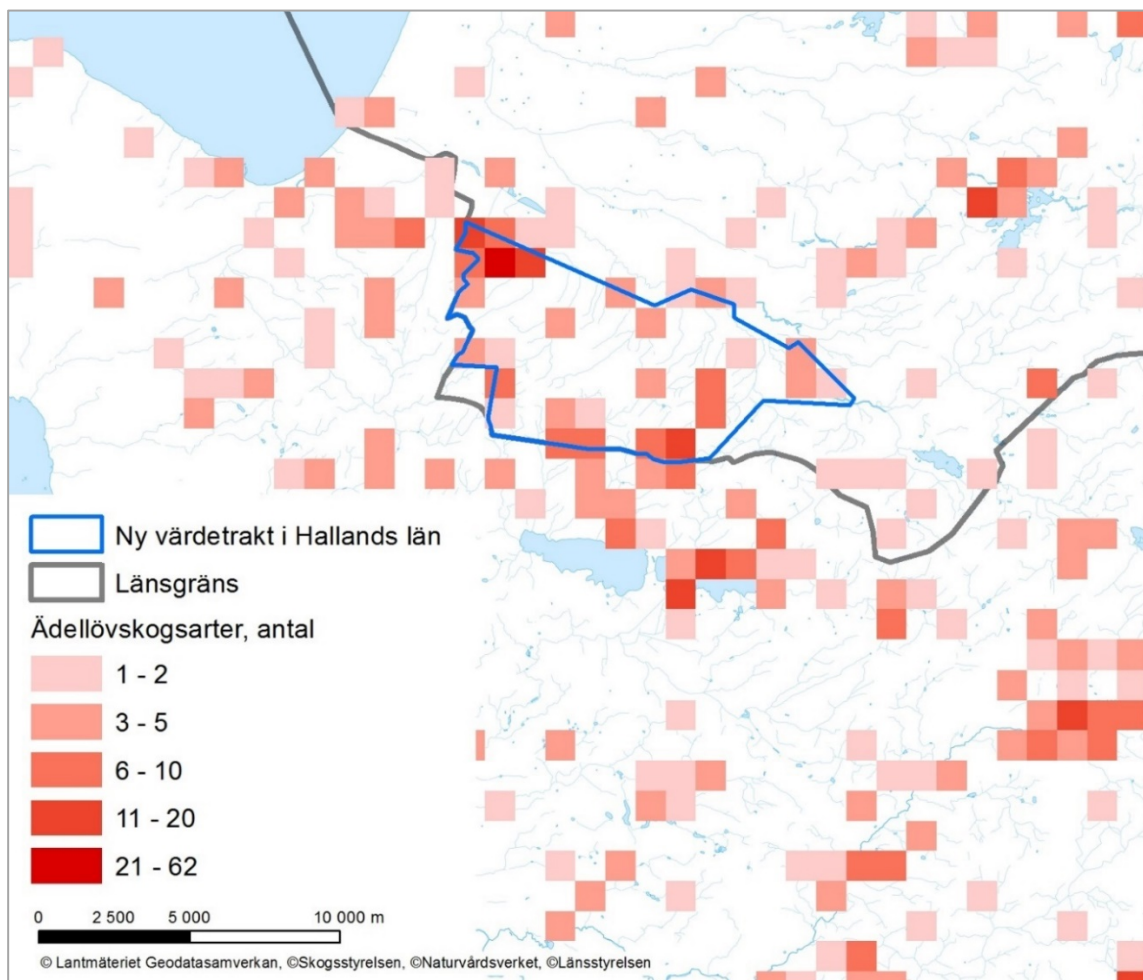 Ny värdetrakt i Hallands län
Länsgräns
Ädellövskogsarter, antal
1 - 2
3 - 5
6 - 10
11 - 20
21 - 62
0 2 500 5 000 10 000 m
© Lantmäteriet Geodatasamverkan, ©Skogsstyrelsen, ©Naturvårdsverket, ©Länsstyrelsen